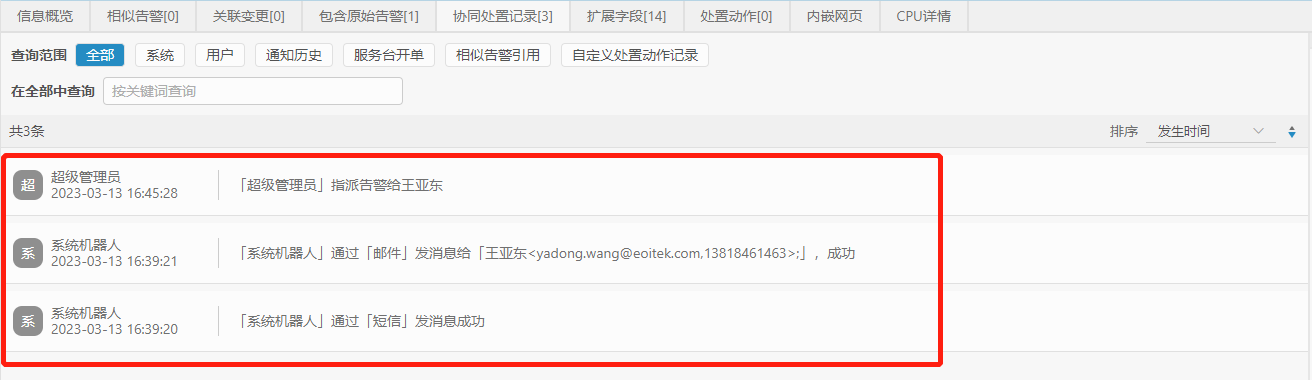 信息概览 相似告警[0] 关联变更[0] 包含原始告警[1] 协同处置记录[3] 扩展字段[14] 处置动作[0] 内嵌网页 CPU详情
查询范围 全部 系统 用户 通知历史 服务台开单 相似告警引用 自定义处置动作记录
在全部中查询 按关键词查询
共3条 排序 发生时间
超 超级管理员
2023-03-13 16:45:28
「超级管理员」指派告警给王亚东
系 系统机器人
2023-03-13 16:39:21
「系统机器人」通过「邮件」发消息给「王亚东<yadong.wang@eoitek.com,13818461463>;」，成功
系 系统机器人
2023-03-13 16:39:20
「系统机器人」通过「短信」发消息成功